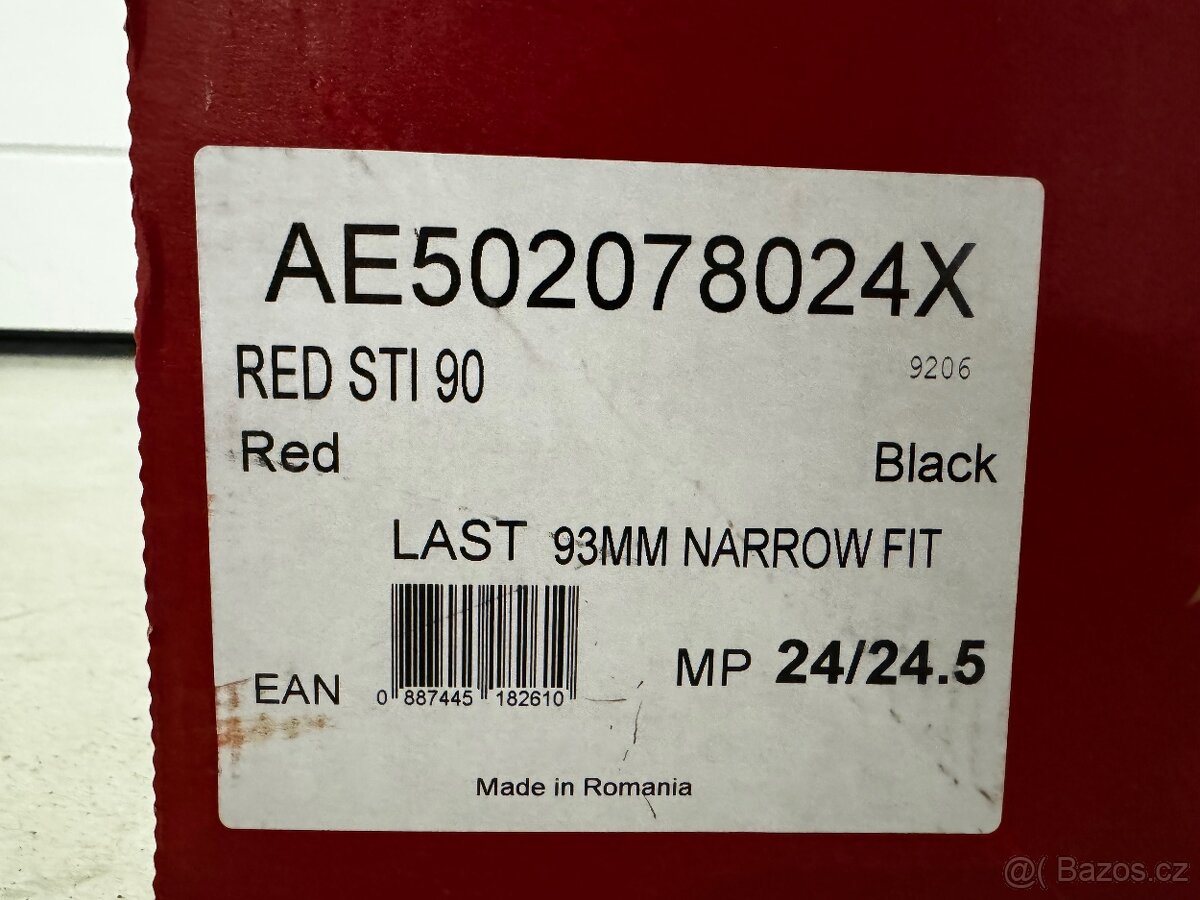 AE502078024X
RED STI 90 9206
Red Black
LAST 93MM NARROW FIT
EAN 0 887445 182610 MP 24/24.5
Made in Romania
@( Bazos.cz